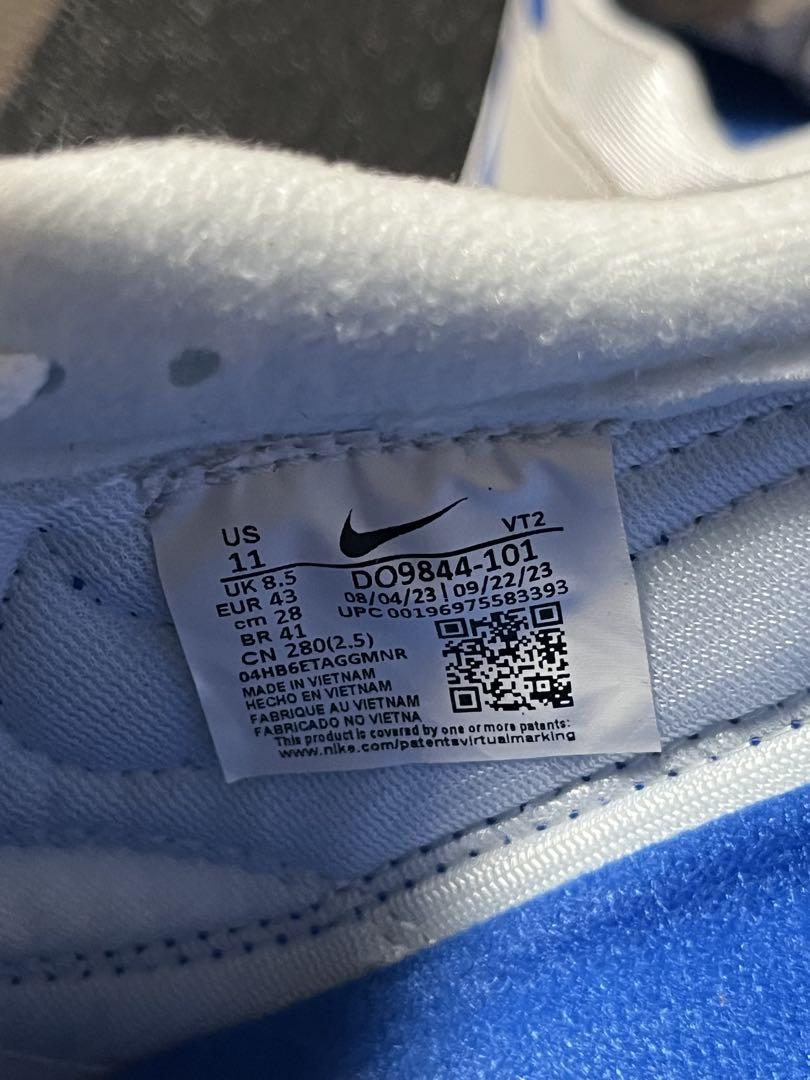 US
11
VT2
UK 8.5
EUR 43
cm 28
BR 41
CN 280(2.5)
DO9844-101
08/04/23 | 09/22/23
UPC 00196975583393
04HB6ETAGGMNR
MADE IN VIETNAM
HECHO EN VIETNAM
FABRIQUE AU VIETNAM
FABRICADO NO VIETNA
This product is covered by one or more patents:
www.nike.com/patentsvirtualmarking